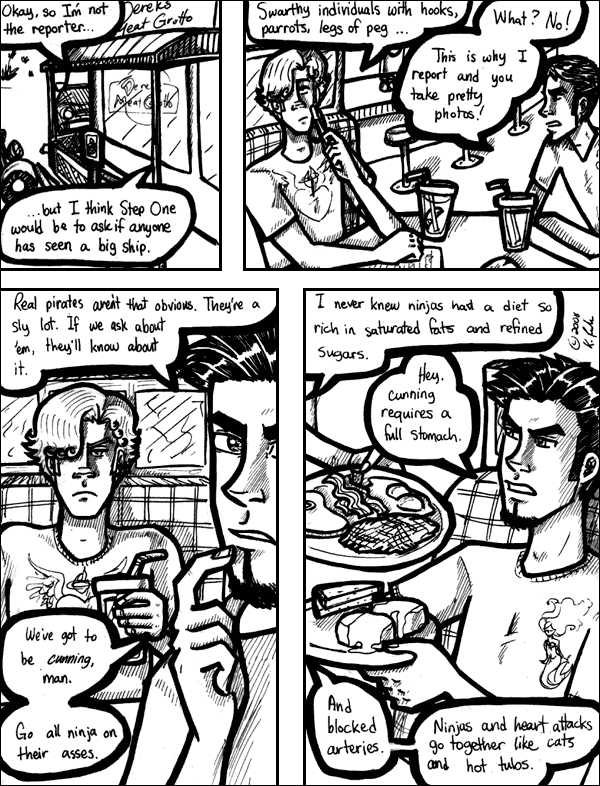 Okay, so I'm not
the reporter...
Derek's
Meat Grotto
Dere
Meat Grotto
...but I think Step One
would be to ask if anyone
has seen a big ship.
Swarthy individuals with hooks,
parrots, legs of peg ...
What? No!
This is why I
report and you
take pretty
photos!
Real pirates aren't that obvious. They're a
sly lot. If we ask about
'em, they'll know about
it.
We've got to
be cunning,
man.
Go all ninja on
their asses.
I never knew ninjas had a diet so
rich in saturated fats and refined
sugars.
©2008
Hey.
Cunning
requires a
full stomach.
And
blocked
arteries.
Ninjas and heart attacks
go together like cats
and hot tubs.